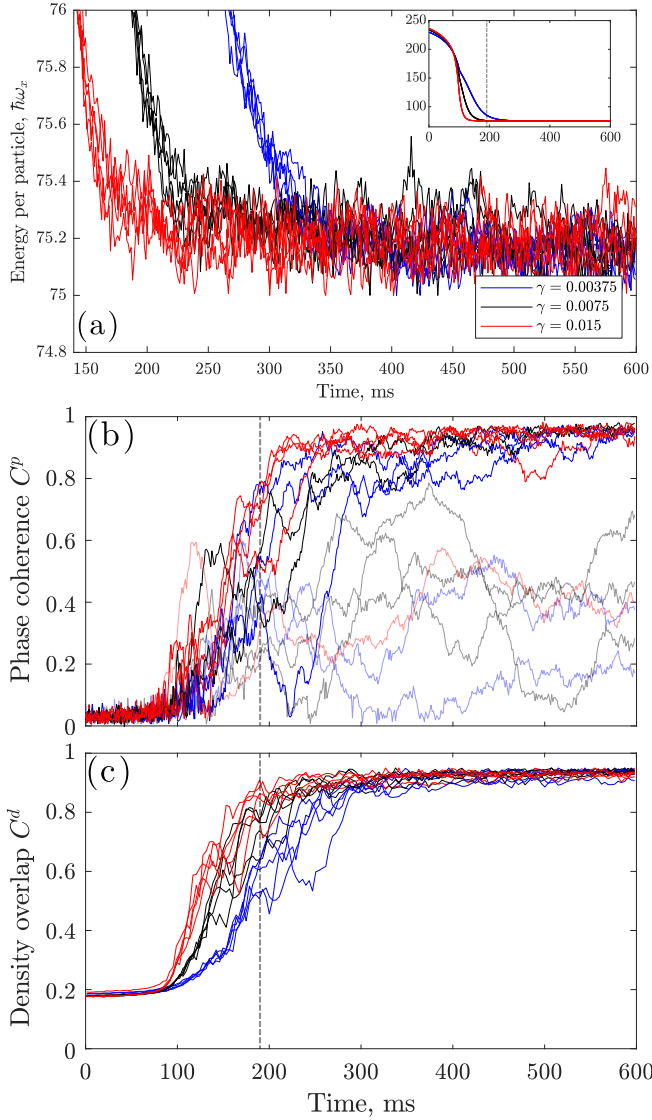 76
75.8
75.6
75.4
75.2
75
74.8
Energy per particle, ℏω_x
250
200
150
100
0 200 400 600
γ = 0.00375
γ = 0.0075
γ = 0.015
(a)
150 200 250 300 350 400 450 500 550 600
Time, ms
1
0.8
0.6
0.4
0.2
0
Phase coherence C^p
(b)
1
0.8
0.6
0.4
0.2
0
Density overlap C^d
(c)
0 100 200 300 400 500 600
Time, ms